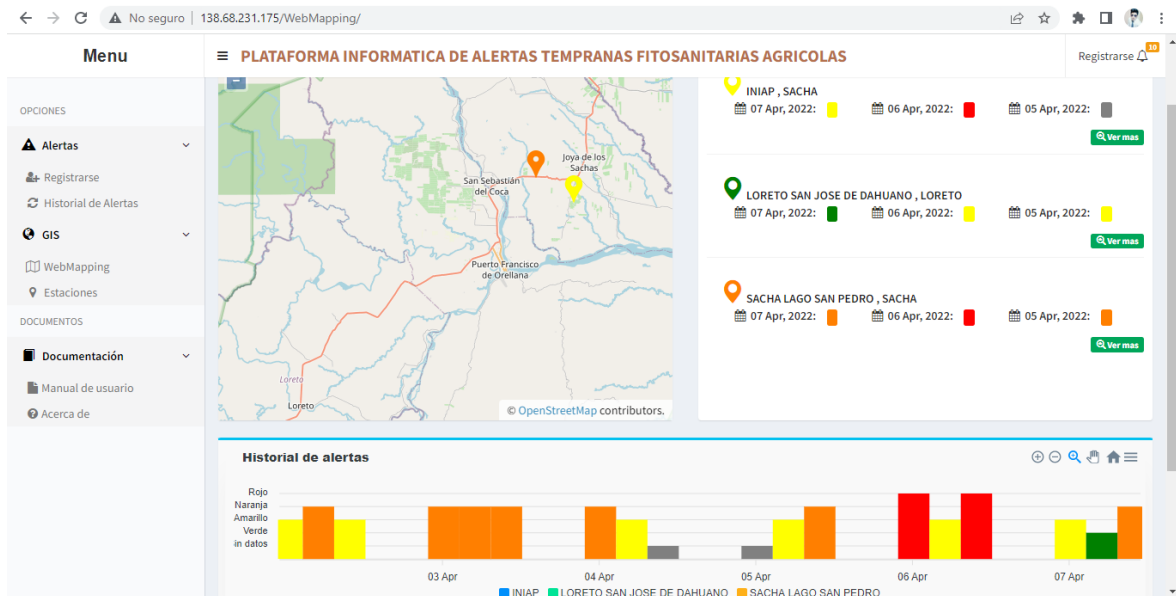 No seguro
138.68.231.175/WebMapping/
Menu
PLATAFORMA INFORMATICA DE ALERTAS TEMPRANAS FITOSANITARIAS AGRICOLAS
Registrarse
10
OPCIONES
Alertas
Registrarse
Historial de Alertas
GIS
WebMapping
Estaciones
DOCUMENTOS
Documentación
Manual de usuario
Acerca de
Joya de los
Sachas
San Sebastián
del Coca
Puerto Francisco
de Orellana
Loreto
Loreto
© OpenStreetMap contributors.
INIAP , SACHA
07 Apr, 2022: 06 Apr, 2022: 05 Apr, 2022:
Ver mas
LORETO SAN JOSE DE DAHUANO , LORETO
07 Apr, 2022: 06 Apr, 2022: 05 Apr, 2022:
Ver mas
SACHA LAGO SAN PEDRO , SACHA
07 Apr, 2022: 06 Apr, 2022: 05 Apr, 2022:
Ver mas
Historial de alertas
Rojo
Naranja
Amarillo
Verde
in datos
03 Apr 04 Apr 05 Apr 06 Apr 07 Apr
INIAP LORETO SAN JOSE DE DAHUANO SACHA LAGO SAN PEDRO